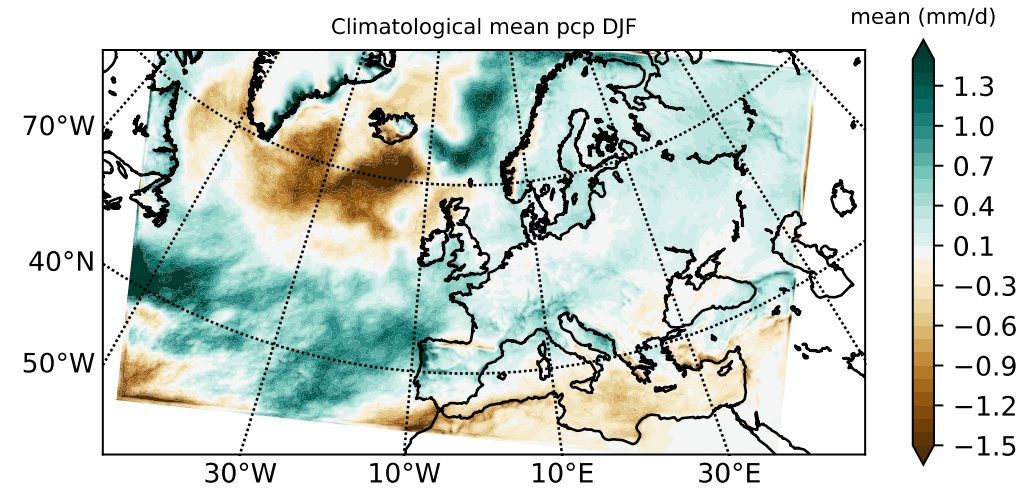 Climatological mean pcp DJF
mean (mm/d)
70°W
40°N
50°W
30°W
10°W
10°E
30°E
1.3
1.0
0.7
0.4
0.1
−0.3
−0.6
−0.9
−1.2
−1.5